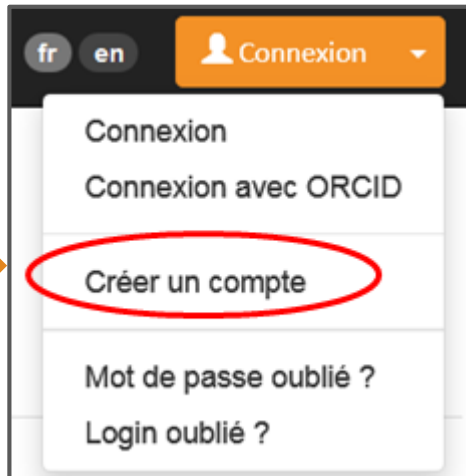 fr en Connexion
Connexion
Connexion avec ORCID
Créer un compte
Mot de passe oublié ?
Login oublié ?